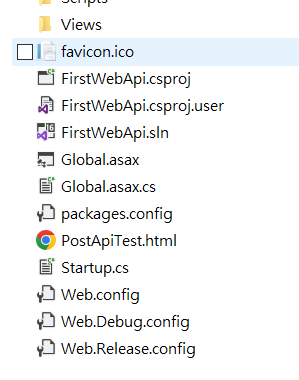 Scripts
Views
favicon.ico
FirstWebApi.csproj
FirstWebApi.csproj.user
FirstWebApi.sln
Global.asax
Global.asax.cs
packages.config
PostApiTest.html
Startup.cs
Web.config
Web.Debug.config
Web.Release.config